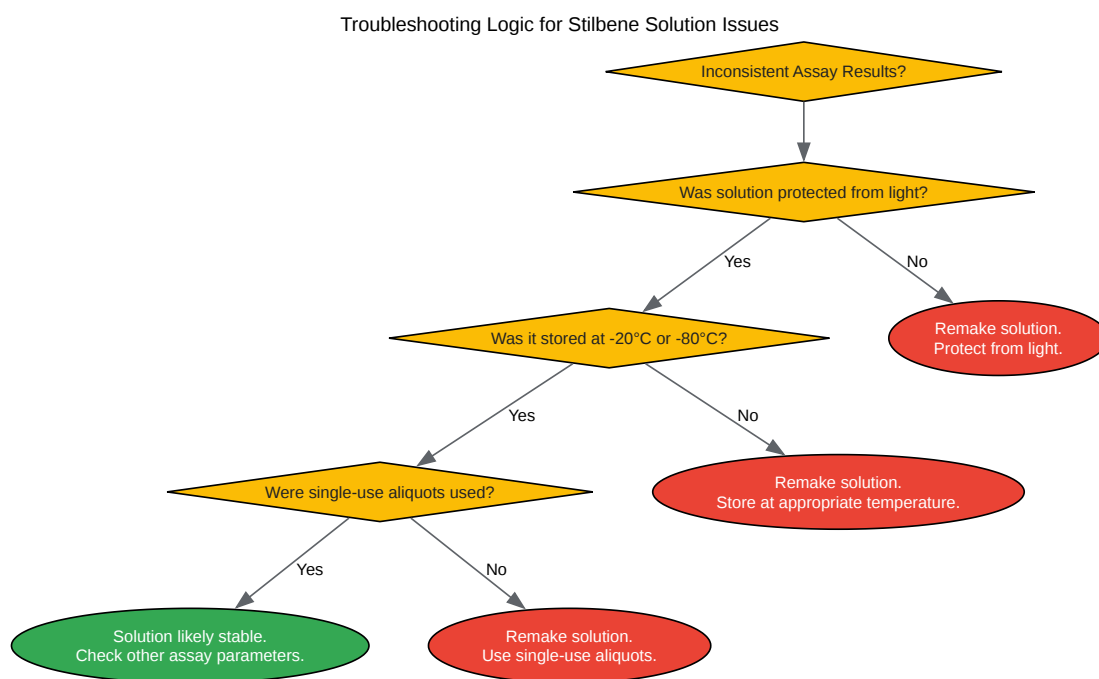 Troubleshooting Logic for Stilbene Solution Issues
Inconsistent Assay Results?
Was solution protected from light?
Yes
No
Was it stored at -20°C or -80°C?
Remake solution.
Protect from light.
Yes
No
Were single-use aliquots used?
Remake solution.
Store at appropriate temperature.
Yes
No
Solution likely stable.
Check other assay parameters.
Remake solution.
Use single-use aliquots.